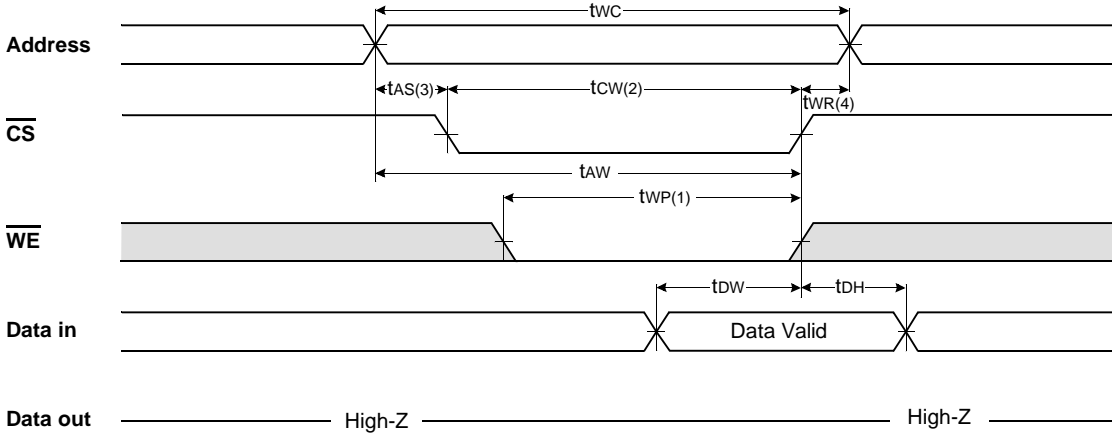 tWC
Address
tAS(3) tCW(2) tWR(4)
CS
tAW
tWP(1)
WE
tDW tDH
Data in Data Valid
Data out High-Z High-Z